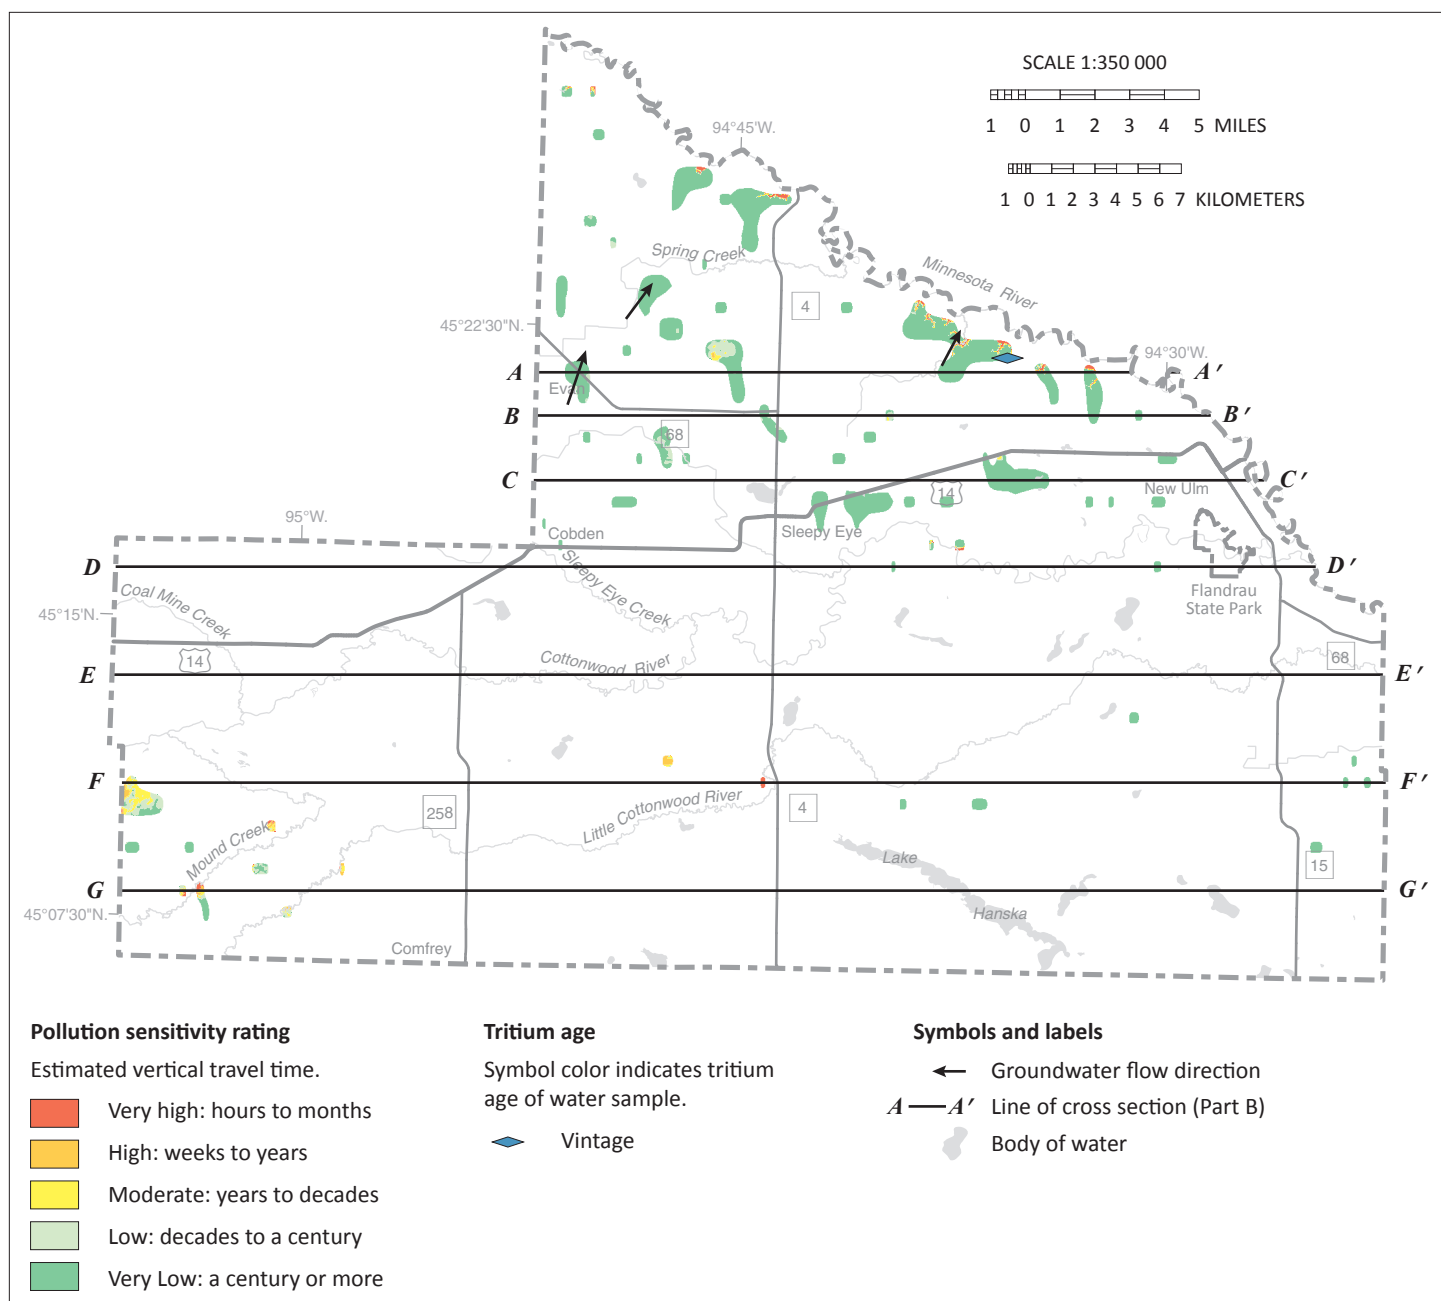 SCALE 1:350 000
1 0 1 2 3 4 5 MILES
1 0 1 2 3 4 5 6 7 KILOMETERS
94°45'W.
Spring Creek
Minnesota River
4
45°22'30"N.
94°30'W.
A A'
Evan
B B'
68
C C'
14
New Ulm
95°W.
Cobden
Sleepy Eye
D D'
Sleepy Eye Creek
Flandrau
State Park
Coal Mine Creek
45°15'N.
14
Cottonwood River
68
E E'
F F'
258
Little Cottonwood River
4
Mound Creek
Lake
15
G G'
45°07'30"N.
Hanska
Comfrey
Pollution sensitivity rating
Estimated vertical travel time.
Very high: hours to months
High: weeks to years
Moderate: years to decades
Low: decades to a century
Very Low: a century or more
Tritium age
Symbol color indicates tritium
age of water sample.
Vintage
Symbols and labels
Groundwater flow direction
A A' Line of cross section (Part B)
Body of water